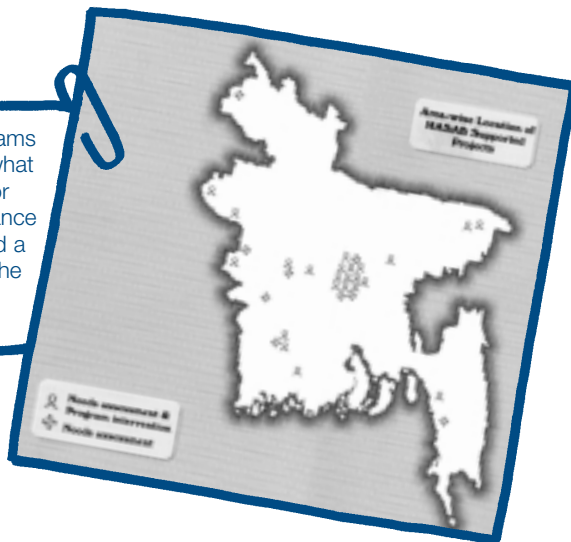 ams
what
or
ance
d a
he
Area-wise Location of
HASAB Supported
Projects
Needs assessment &
Program intervention
Needs assessment